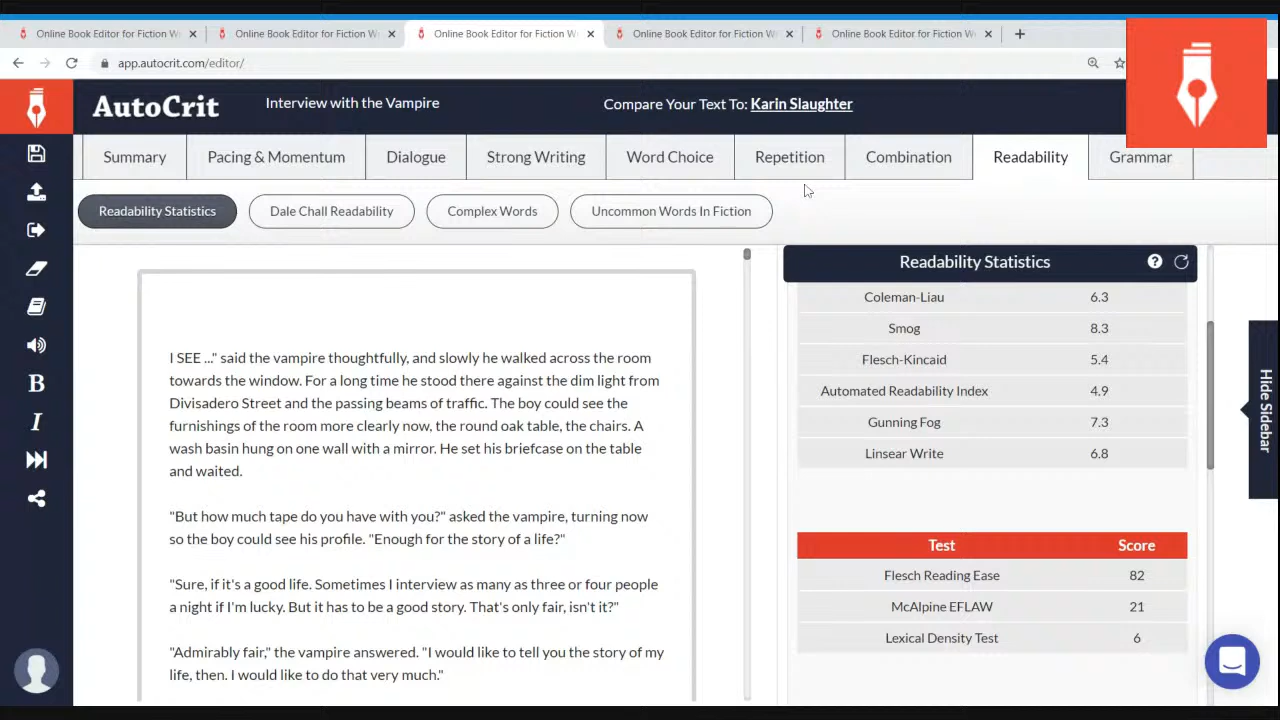 Online Book Editor for Fiction W
Online Book Editor for Fiction W
Online Book Editor for Fiction W
Online Book Editor for Fiction W
Online Book Editor for Fiction W
app.autocrit.com/editor/
AutoCrit
Interview with the Vampire
Compare Your Text To: Karin Slaughter
Summary
Pacing & Momentum
Dialogue
Strong Writing
Word Choice
Repetition
Combination
Readability
Grammar
Readability Statistics
Dale Chall Readability
Complex Words
Uncommon Words In Fiction
I SEE ..." said the vampire thoughtfully, and slowly he walked across the room
towards the window. For a long time he stood there against the dim light from
Divisadero Street and the passing beams of traffic. The boy could see the
furnishings of the room more clearly now, the round oak table, the chairs. A
wash basin hung on one wall with a mirror. He set his briefcase on the table
and waited.
"But how much tape do you have with you?" asked the vampire, turning now
so the boy could see his profile. "Enough for the story of a life?"
"Sure, if it's a good life. Sometimes I interview as many as three or four people
a night if I'm lucky. But it has to be a good story. That's only fair, isn't it?"
"Admirably fair," the vampire answered. "I would like to tell you the story of my
life, then. I would like to do that very much."
Readability Statistics
Coleman-Liau 6.3
Smog 8.3
Flesch-Kincaid 5.4
Automated Readability Index 4.9
Gunning Fog 7.3
Linsear Write 6.8
Test Score
Flesch Reading Ease 82
McAlpine EFLAW 21
Lexical Density Test 6
Hide Sidebar
B
I